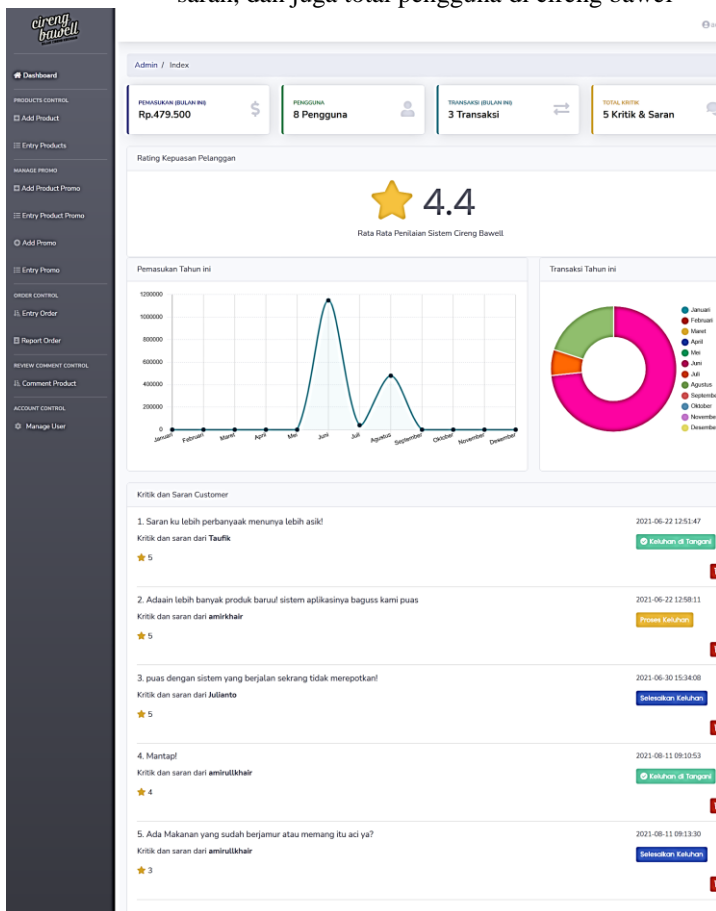 saran, dan juga total pengguna di cireng bawel
cireng
bawell
Dashboard
PRODUCTS CONTROL
Add Product
Entry Products
MANAGE PROMO
Add Product Promo
Entry Product Promo
Add Promo
Entry Promo
ORDER CONTROL
Entry Order
Report Order
REVIEW COMMENT CONTROL
Comment Product
ACCOUNT CONTROL
Manage User
Admin / Index
PEMASUKAN (BULAN INI)
Rp.479.500
PENGGUNA
8 Pengguna
TRANSAKSI (BULAN INI)
3 Transaksi
TOTAL KRITIK
5 Kritik & Saran
Rating Kepuasan Pelanggan
4.4
Rata Rata Penilaian Sistem Cireng Bawell
Pemasukan Tahun ini
1200000
1000000
800000
600000
400000
200000
0
Januari Februari Maret April Mei Juni Juli Agustus September Oktober November Desember
Transaksi Tahun ini
Januari
Februari
Maret
April
Mei
Juni
Juli
Agustus
Septembe
Oktober
Novembe
Desembe
Kritik dan Saran Customer
1. Saran ku lebih perbanyaak menunya lebih asik!
Kritik dan saran dari Taufik
5
2021-06-22 12:51:47
Keluhan di Tangani
2. Adaain lebih banyak produk baruu! sistem aplikasinya baguss kami puas
Kritik dan saran dari amirkhair
5
2021-06-22 12:58:11
Proses Keluhan
3. puas dengan sistem yang berjalan sekrang tidak merepotkan!
Kritik dan saran dari Julianto
5
2021-06-30 15:34:08
Selesaikan Keluhan
4. Mantap!
Kritik dan saran dari amirullkhair
4
2021-08-11 09:10:53
Keluhan di Tangani
5. Ada Makanan yang sudah berjamur atau memang itu aci ya?
Kritik dan saran dari amirullkhair
3
2021-08-11 09:13:30
Selesaikan Keluhan